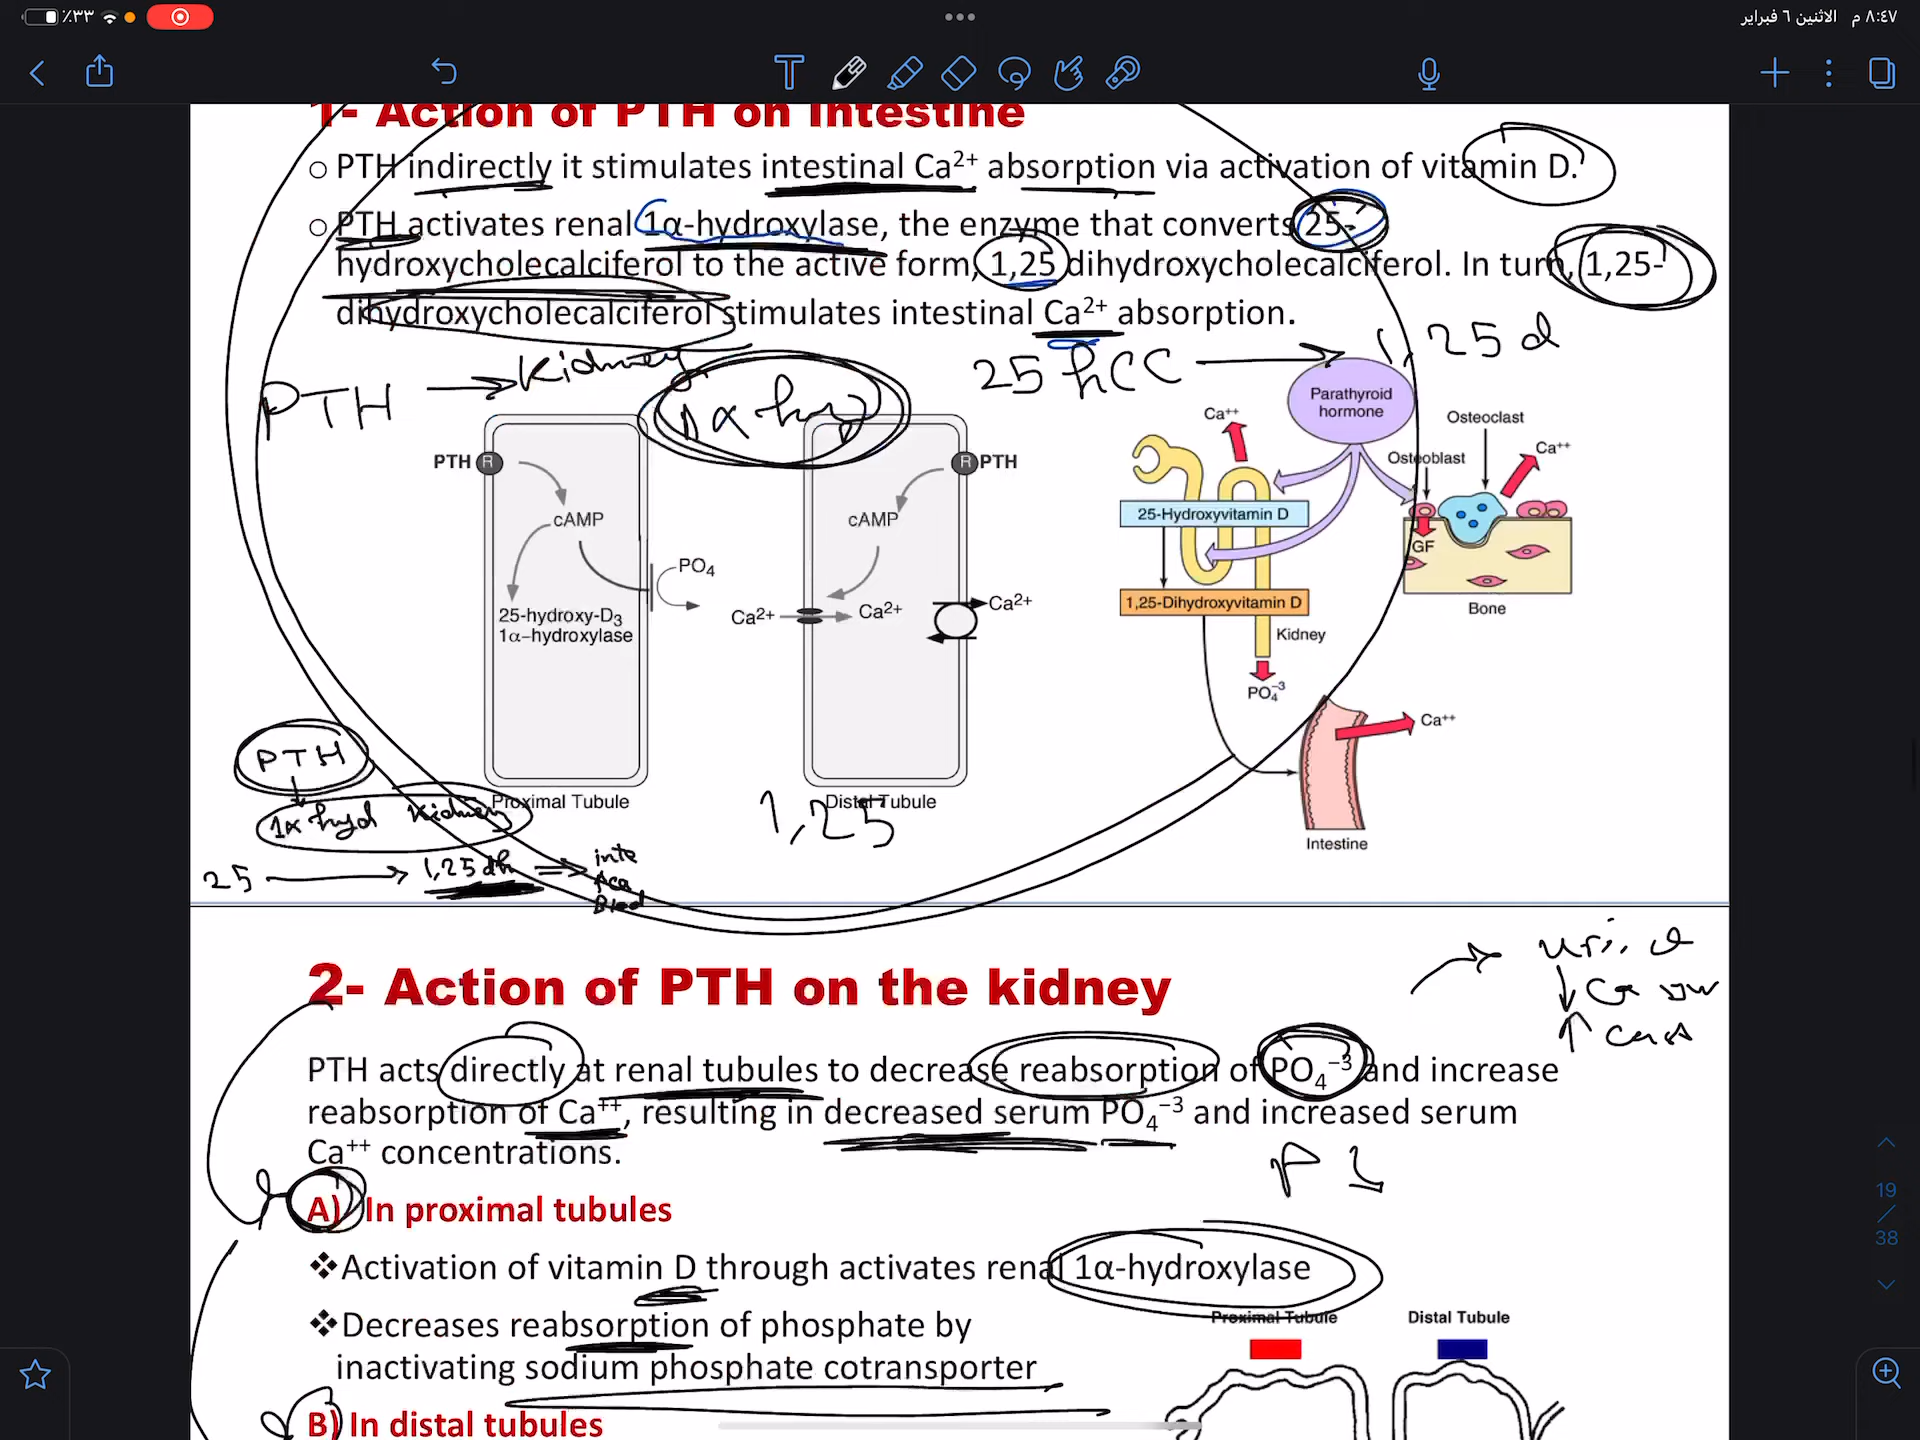 ٪٣٣
٨:٤٧ م الاثنين ٦ فبراير
1- Action of PTH on Intestine
o PTH indirectly it stimulates intestinal Ca²⁺ absorption via activation of vitamin D.
o PTH activates renal 1α-hydroxylase, the enzyme that converts 25-
hydroxycholecalciferol to the active form, 1,25 dihydroxycholecalciferol. In turn, 1,25-
dihydroxycholecalciferol stimulates intestinal Ca²⁺ absorption.
PTH → Kidney
1α hyd
25 hCC → 1,25 d
PTH R
cAMP
25-hydroxy-D₃
1α-hydroxylase
PO₄
Proximal Tubule
R PTH
cAMP
Ca²⁺
Ca²⁺
Ca²⁺
Distal Tubule
1,25
Parathyroid
hormone
Ca⁺⁺
25-Hydroxyvitamin D
1,25-Dihydroxyvitamin D
Kidney
PO₄⁻³
Osteoclast
Osteoblast
Ca⁺⁺
GF
Bone
Ca⁺⁺
Intestine
PTH
1α hyd Kidney
25 → 1,25 dh ⇒ inte
2- Action of PTH on the kidney
PTH acts directly at renal tubules to decrease reabsorption of PO₄⁻³ and increase
reabsorption of Ca⁺⁺, resulting in decreased serum PO₄⁻³ and increased serum
Ca⁺⁺ concentrations.
A) In proximal tubules
❖Activation of vitamin D through activates renal 1α-hydroxylase
❖Decreases reabsorption of phosphate by
inactivating sodium phosphate cotransporter
B) In distal tubules
Proximal Tubule
Distal Tubule
19
/
38